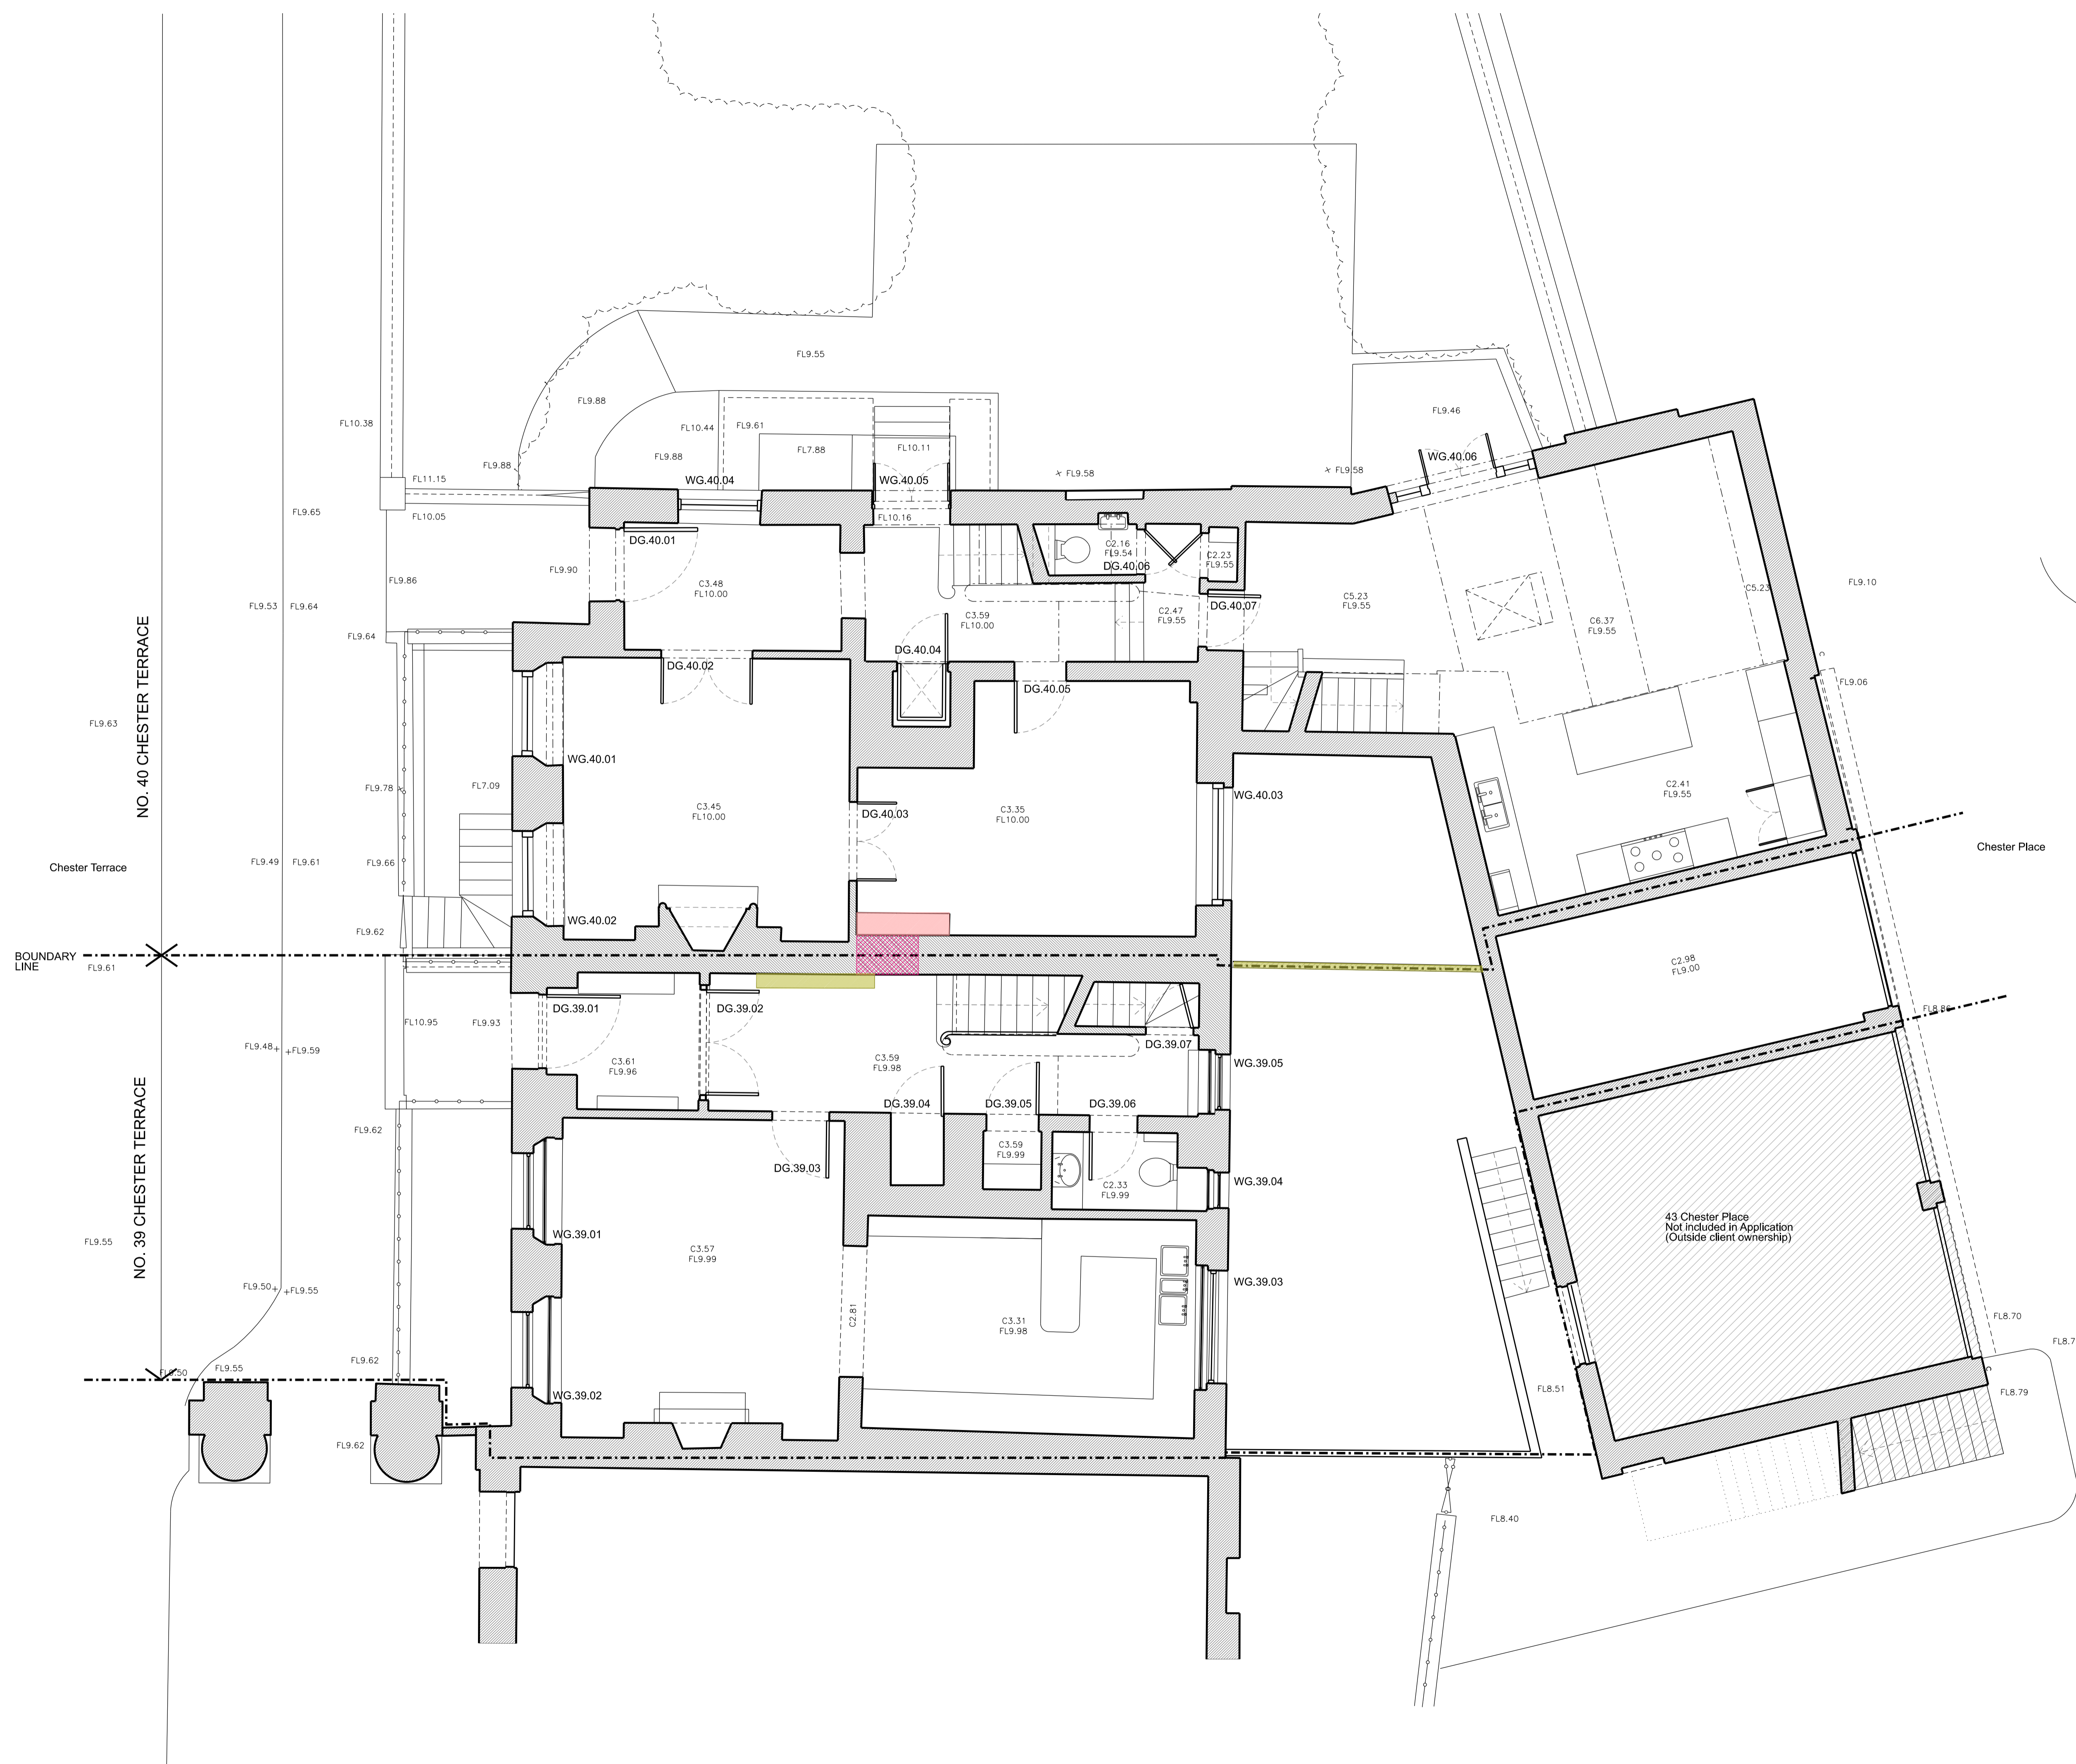 FL9.55
FL9.88
FL10.38
FL9.46
FL10.44
FL9.61
FL9.88
FL7.88
FL10.11
WG.40.06
FL9.88
FL9.58
FL9.58
FL11.15
WG.40.04
WG.40.05
FL9.65
FL10.05
FL10.16
DG.40.01
C2.16
FL9.54
DG.40.06
C2.23
FL9.55
FL9.90
FL9.86
C3.48
FL10.00
FL9.10
C5.23
C5.23
FL9.55
FL9.53
FL9.64
DG.40.07
C2.47
FL9.55
C3.59
FL10.00
C6.37
FL9.55
FL9.64
DG.40.04
DG.40.02
DG.40.05
FL9.06
NO. 40 CHESTER TERRACE
FL9.63
WG.40.01
FL7.09
FL9.78
C2.41
FL9.55
WG.40.03
C3.45
FL10.00
DG.40.03
C3.35
FL10.00
Chester Place
Chester Terrace
FL9.49
FL9.61
FL9.66
WG.40.02
FL9.62
BOUNDARY
LINE
FL9.61
C2.98
FL9.00
DG.39.01
DG.39.02
FL8.86
FL10.95
FL9.93
FL9.48
FL9.59
C3.61
FL9.96
C3.59
FL9.98
DG.39.07
WG.39.05
DG.39.04
DG.39.05
DG.39.06
FL9.62
C3.59
FL9.99
DG.39.03
C2.33
FL9.99
WG.39.04
NO. 39 CHESTER TERRACE
FL9.55
WG.39.01
C3.57
FL9.99
43 Chester Place
Not included in Application
(Outside client ownership)
WG.39.03
FL9.50
FL9.55
C2.81
C3.31
FL9.98
FL8.70
FL8.7
FL9.62
FL9.50
FL9.55
WG.39.02
FL8.51
FL8.79
FL9.62
FL8.40